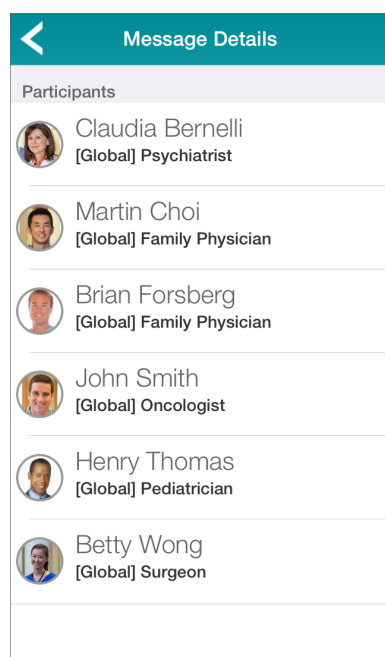 Message Details
Participants
Claudia Bernelli
[Global] Psychiatrist
Martin Choi
[Global] Family Physician
Brian Forsberg
[Global] Family Physician
John Smith
[Global] Oncologist
Henry Thomas
[Global] Pediatrician
Betty Wong
[Global] Surgeon